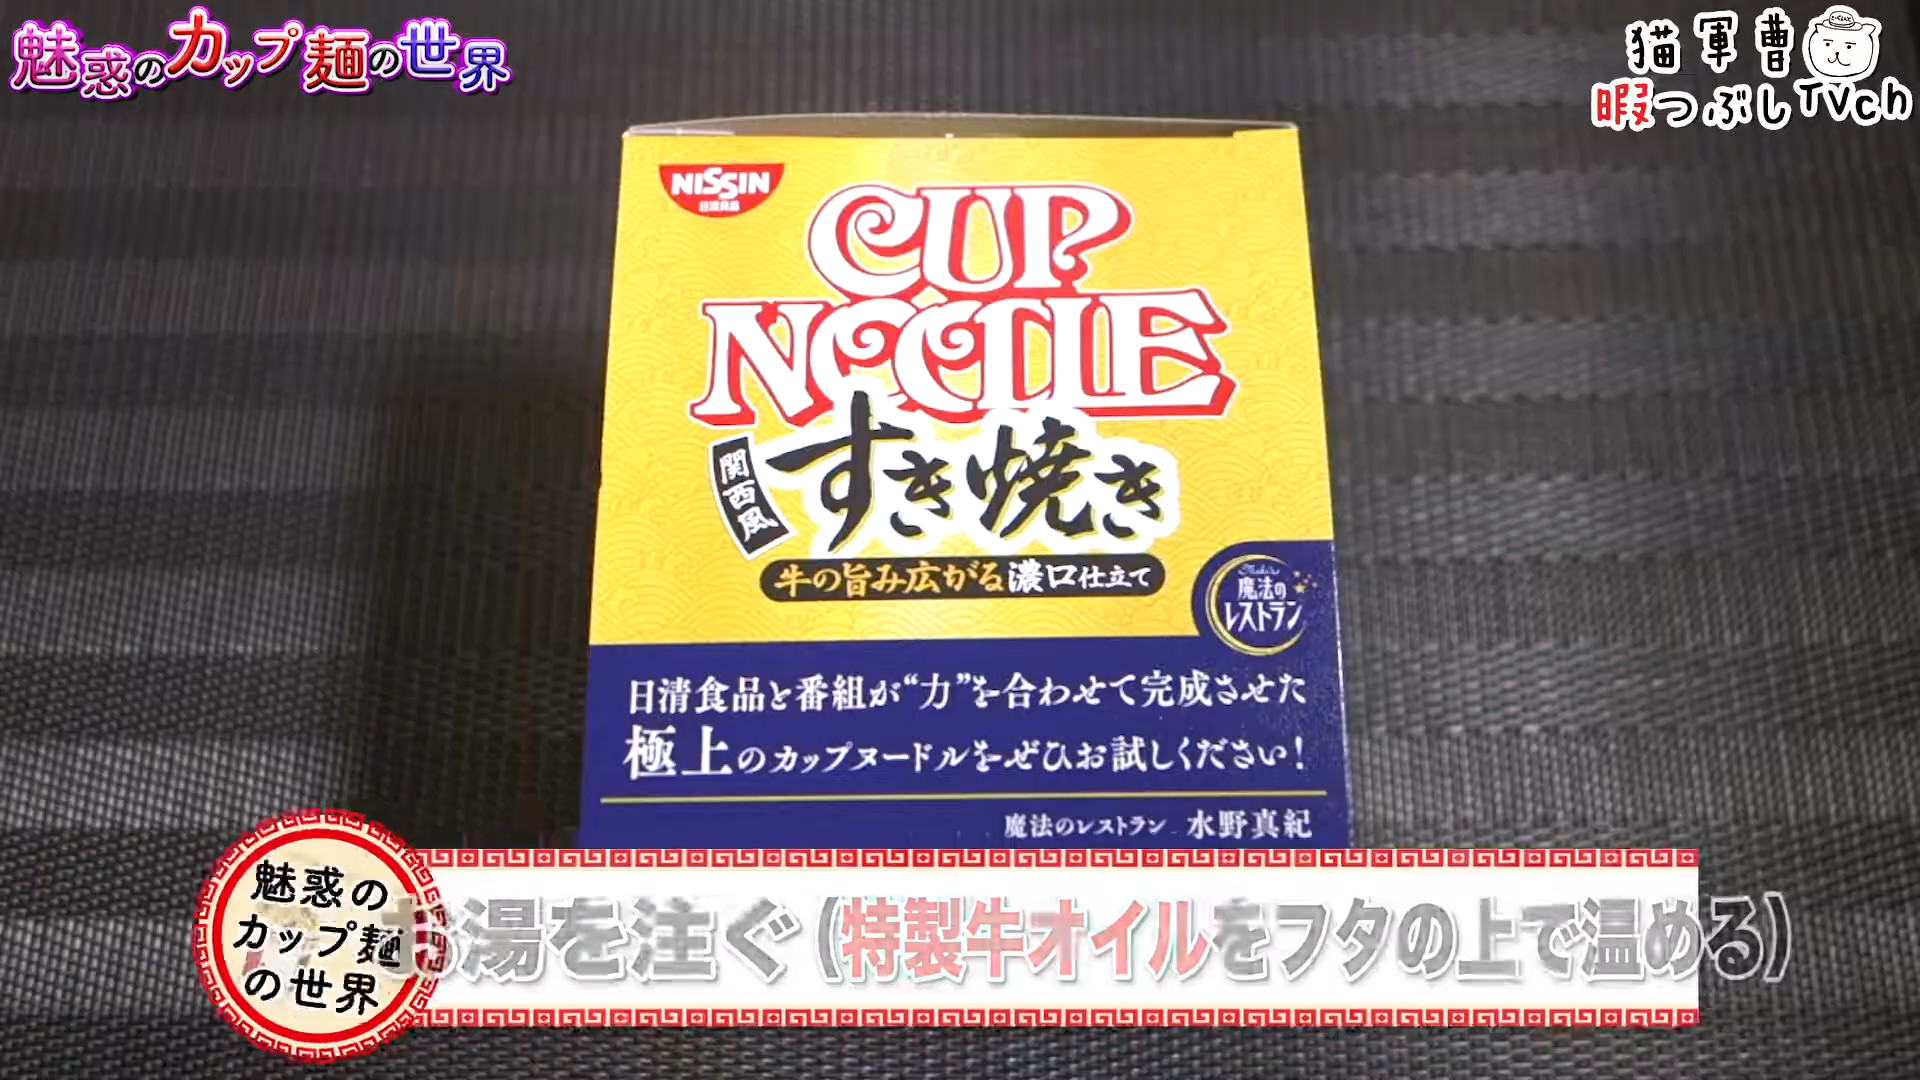 魅惑のカップ麺の世界
猫軍曹
暇つぶしTVch
NISSIN
日清食品
CUP
NOODLE
関西風
すき焼き
牛の旨み広がる濃口仕立て
魔法の
レストラン
日清食品と番組が“力”を合わせて完成させた
極上のカップヌードルをぜひお試しください!
魔法のレストラン 水野真紀
魅惑の
カップ麺
の世界
お湯を注ぐ(特製牛オイルをフタの上で温める)